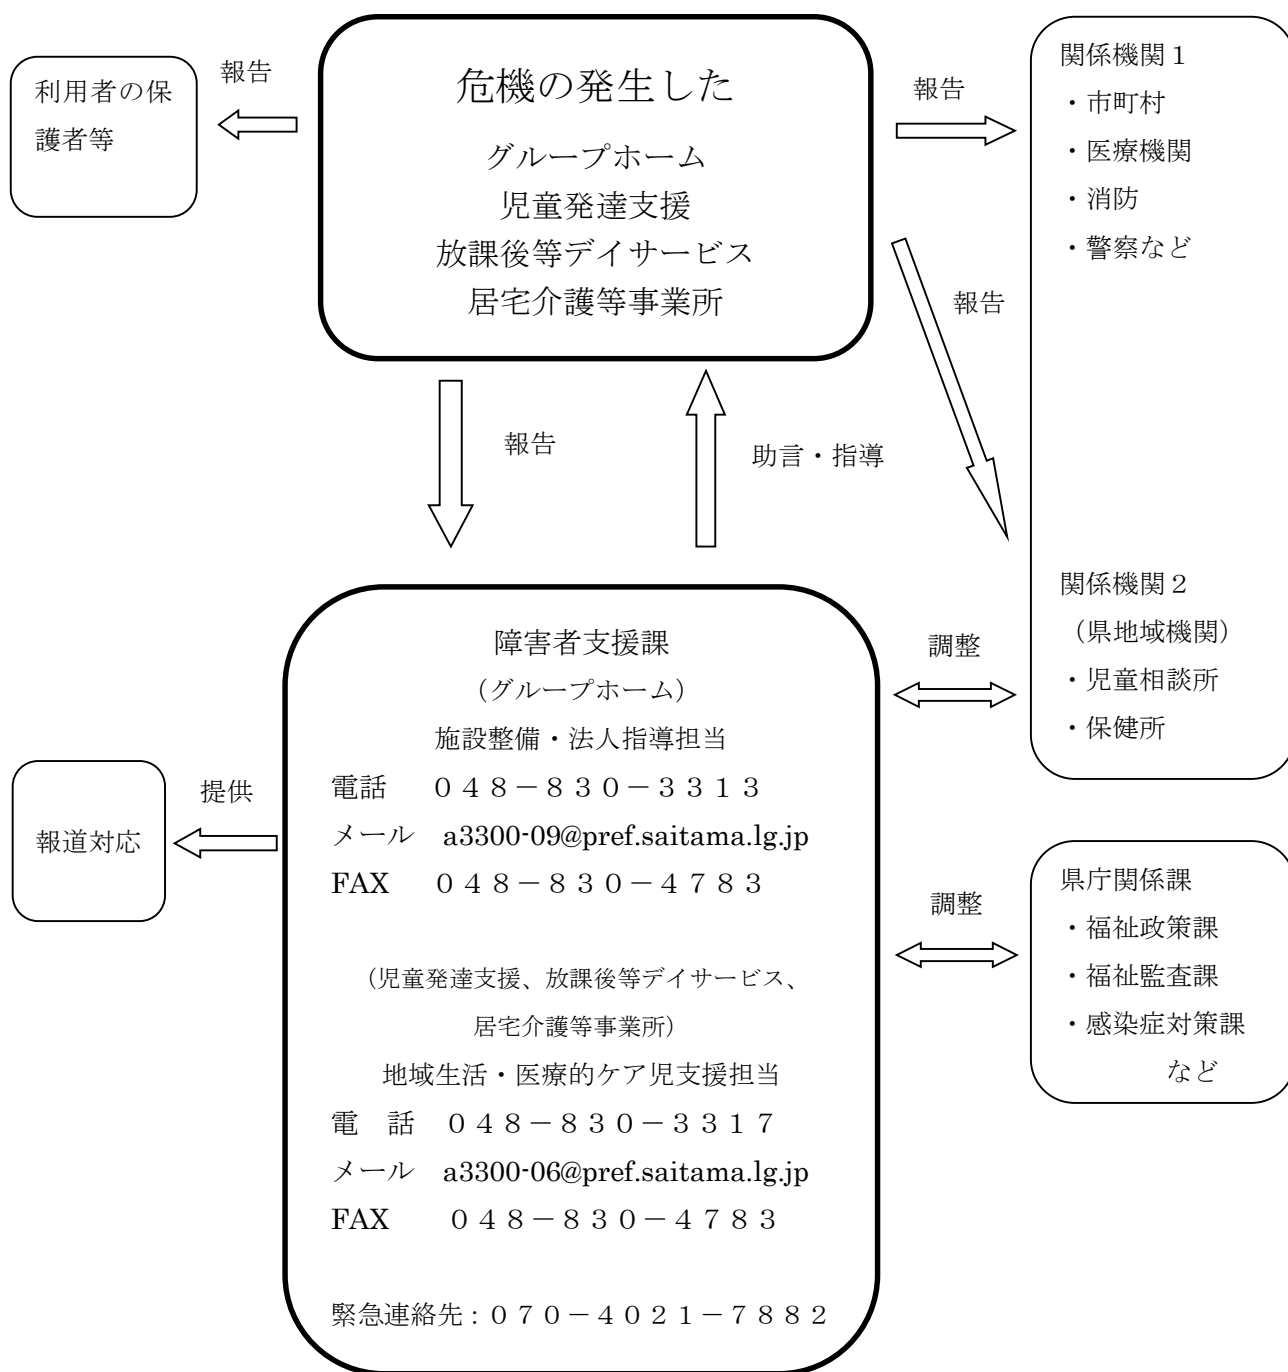 利用者の保
護者等
報告
危機の発生した
グループホーム
児童発達支援
放課後等デイサービス
居宅介護等事業所
報告
関係機関1
・市町村
・医療機関
・消防
・警察など
報告
報告
助言・指導
関係機関2
（県地域機関）
・児童相談所
・保健所
調整
障害者支援課
（グループホーム）
施設整備・法人指導担当
電話　０４８－８３０－３３１３
メール　a3300-09@pref.saitama.lg.jp
FAX　０４８－８３０－４７８３
（児童発達支援、放課後等デイサービス、
居宅介護等事業所）
地域生活・医療的ケア児支援担当
電　話　０４８－８３０－３３１７
メール　a3300-06@pref.saitama.lg.jp
FAX　０４８－８３０－４７８３
緊急連絡先：０７０－４０２１－７８８２
提供
報道対応
調整
県庁関係課
・福祉政策課
・福祉監査課
・感染症対策課
など